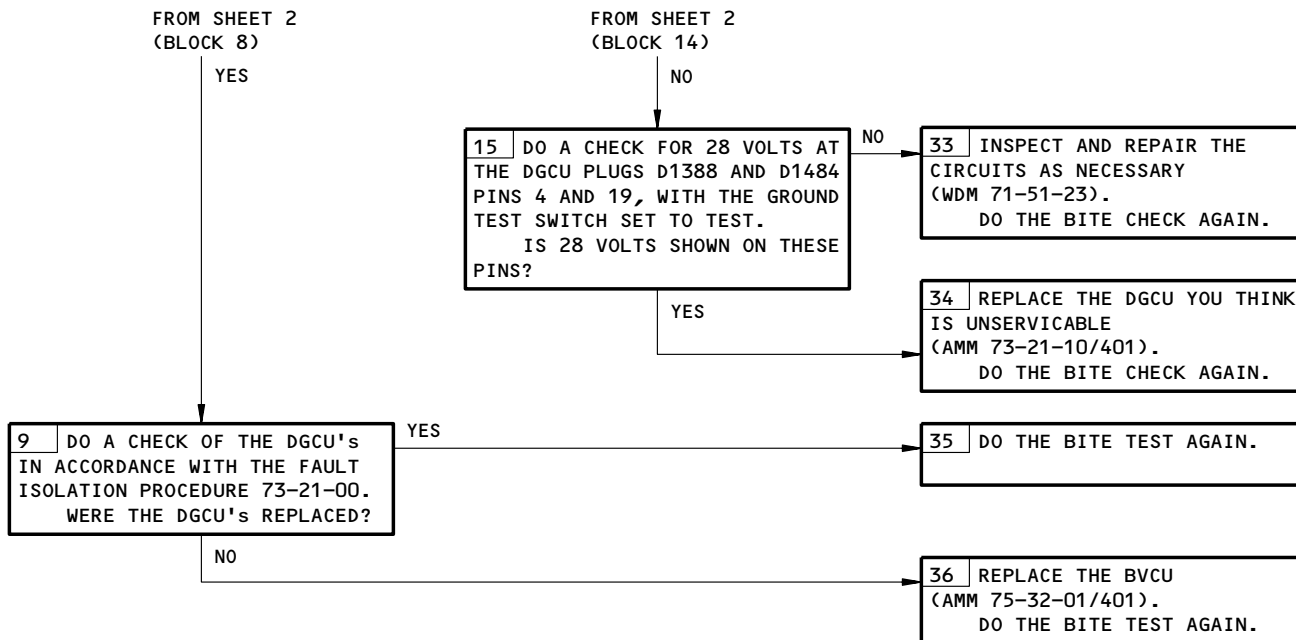 FROM SHEET 2
(BLOCK 8)
YES
FROM SHEET 2
(BLOCK 14)
NO
15 DO A CHECK FOR 28 VOLTS AT
THE DGCU PLUGS D1388 AND D1484
PINS 4 AND 19, WITH THE GROUND
TEST SWITCH SET TO TEST.
IS 28 VOLTS SHOWN ON THESE
PINS?
NO
33 INSPECT AND REPAIR THE
CIRCUITS AS NECESSARY
(WDM 71-51-23).
DO THE BITE CHECK AGAIN.
YES
34 REPLACE THE DGCU YOU THINK
IS UNSERVICABLE
(AMM 73-21-10/401).
DO THE BITE CHECK AGAIN.
9 DO A CHECK OF THE DGCU's
IN ACCORDANCE WITH THE FAULT
ISOLATION PROCEDURE 73-21-00.
WERE THE DGCU's REPLACED?
YES
35 DO THE BITE TEST AGAIN.
NO
36 REPLACE THE BVCU
(AMM 75-32-01/401).
DO THE BITE TEST AGAIN.